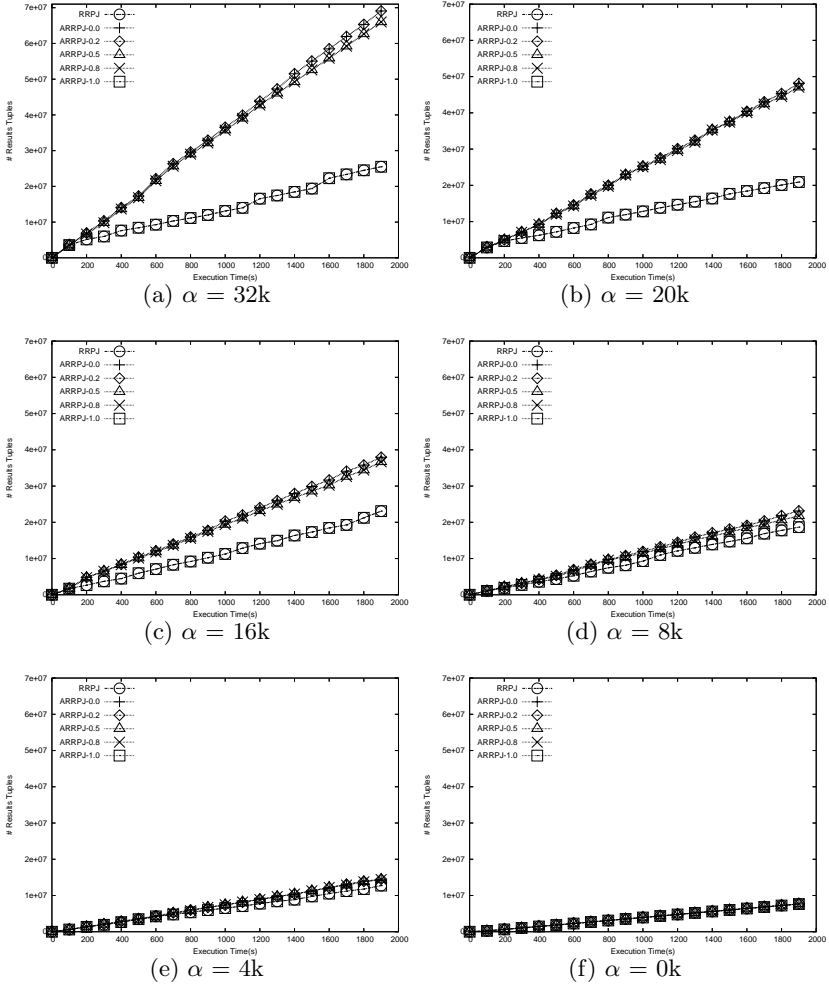 7e+07
6e+07
5e+07
4e+07
3e+07
2e+07
1e+07
0
# Results Tuples
RRPJ
ARRPJ-0.0
ARRPJ-0.2
ARRPJ-0.5
ARRPJ-0.8
ARRPJ-1.0
0 200 400 600 800 1000 1200 1400 1600 1800 2000
Execution Time(s)
(a) α = 32k
7e+07
6e+07
5e+07
4e+07
3e+07
2e+07
1e+07
0
# Results Tuples
RRPJ
ARRPJ-0.0
ARRPJ-0.2
ARRPJ-0.5
ARRPJ-0.8
ARRPJ-1.0
0 200 400 600 800 1000 1200 1400 1600 1800 2000
Execution Time(s)
(b) α = 20k
7e+07
6e+07
5e+07
4e+07
3e+07
2e+07
1e+07
0
# Results Tuples
RRPJ
ARRPJ-0.0
ARRPJ-0.2
ARRPJ-0.5
ARRPJ-0.8
ARRPJ-1.0
0 200 400 600 800 1000 1200 1400 1600 1800 2000
Execution Time(s)
(c) α = 16k
7e+07
6e+07
5e+07
4e+07
3e+07
2e+07
1e+07
0
# Results Tuples
RRPJ
ARRPJ-0.0
ARRPJ-0.2
ARRPJ-0.5
ARRPJ-0.8
ARRPJ-1.0
0 200 400 600 800 1000 1200 1400 1600 1800 2000
Execution Time(s)
(d) α = 8k
7e+07
6e+07
5e+07
4e+07
3e+07
2e+07
1e+07
0
# Results Tuples
RRPJ
ARRPJ-0.0
ARRPJ-0.2
ARRPJ-0.5
ARRPJ-0.8
ARRPJ-1.0
0 200 400 600 800 1000 1200 1400 1600 1800 2000
Execution Time(s)
(e) α = 4k
7e+07
6e+07
5e+07
4e+07
3e+07
2e+07
1e+07
0
# Results Tuples
RRPJ
ARRPJ-0.0
ARRPJ-0.2
ARRPJ-0.5
ARRPJ-0.8
ARRPJ-1.0
0 200 400 600 800 1000 1200 1400 1600 1800 2000
Execution Time(s)
(f) α = 0k